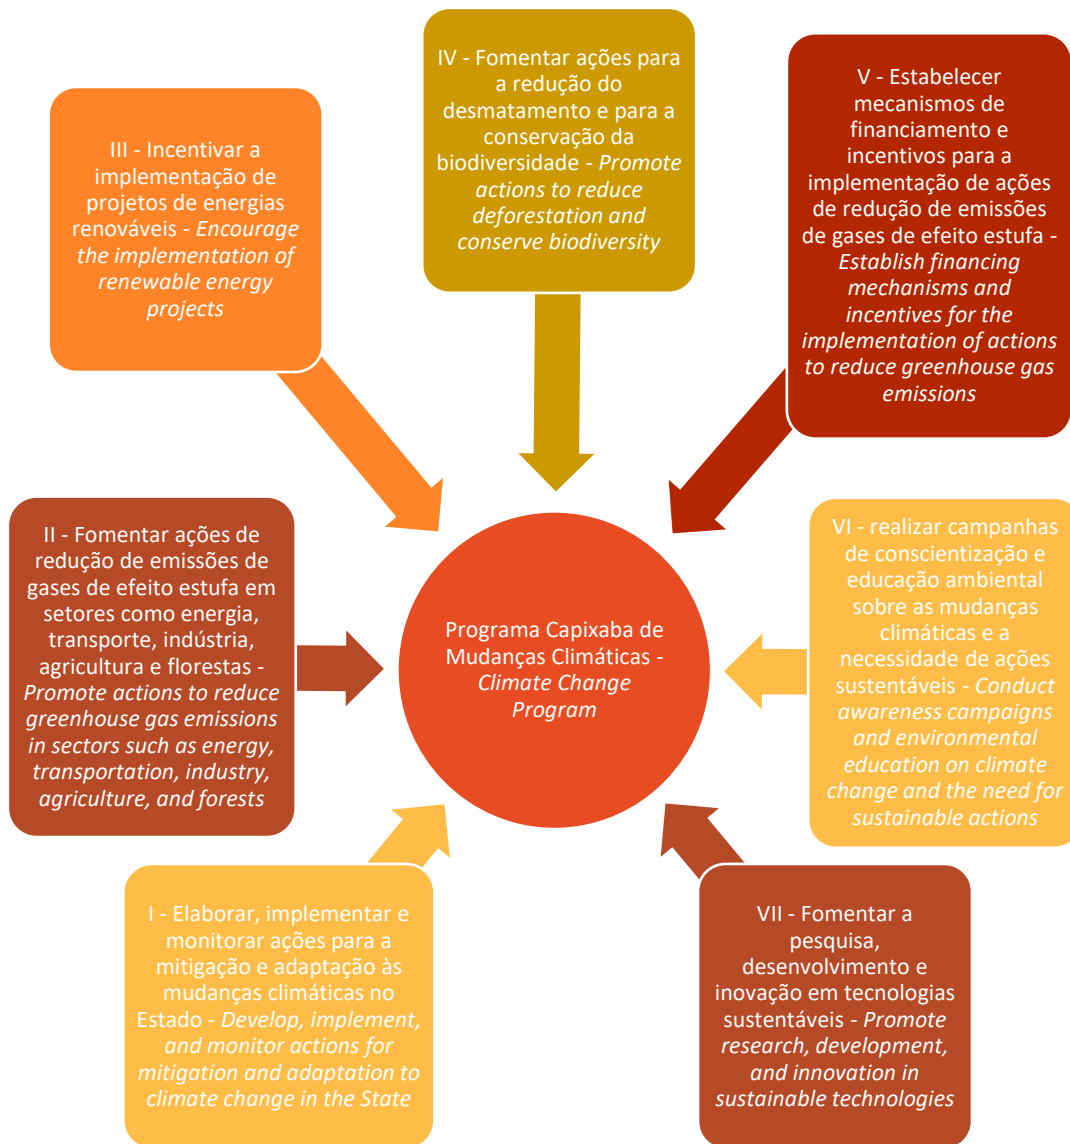 IV - Fomentar ações para
a redução do
desmatamento e para a
conservação da
biodiversidade - Promote
actions to reduce
deforestation and
conserve biodiversity
V - Estabelecer
mecanismos de
financiamento e
incentivos para a
implementação de ações
de redução de emissões
de gases de efeito estufa -
Establish financing
mechanisms and
incentives for the
implementation of actions
to reduce greenhouse gas
emissions
III - Incentivar a
implementação de
projetos de energias
renováveis - Encourage
the implementation of
renewable energy
projects
II - Fomentar ações de
redução de emissões de
gases de efeito estufa em
setores como energia,
transporte, indústria,
agricultura e florestas -
Promote actions to reduce
greenhouse gas emissions
in sectors such as energy,
transportation, industry,
agriculture, and forests
Programa Capixaba de
Mudanças Climáticas -
Climate Change
Program
VI - realizar campanhas
de conscientização e
educação ambiental
sobre as mudanças
climáticas e a
necessidade de ações
sustentáveis - Conduct
awareness campaigns
and environmental
education on climate
change and the need for
sustainable actions
I - Elaborar, implementar e
monitorar ações para a
mitigação e adaptação às
mudanças climáticas no
Estado - Develop, implement,
and monitor actions for
mitigation and adaptation to
climate change in the State
VII - Fomentar a
pesquisa,
desenvolvimento e
inovação em tecnologias
sustentáveis - Promote
research, development,
and innovation in
sustainable technologies